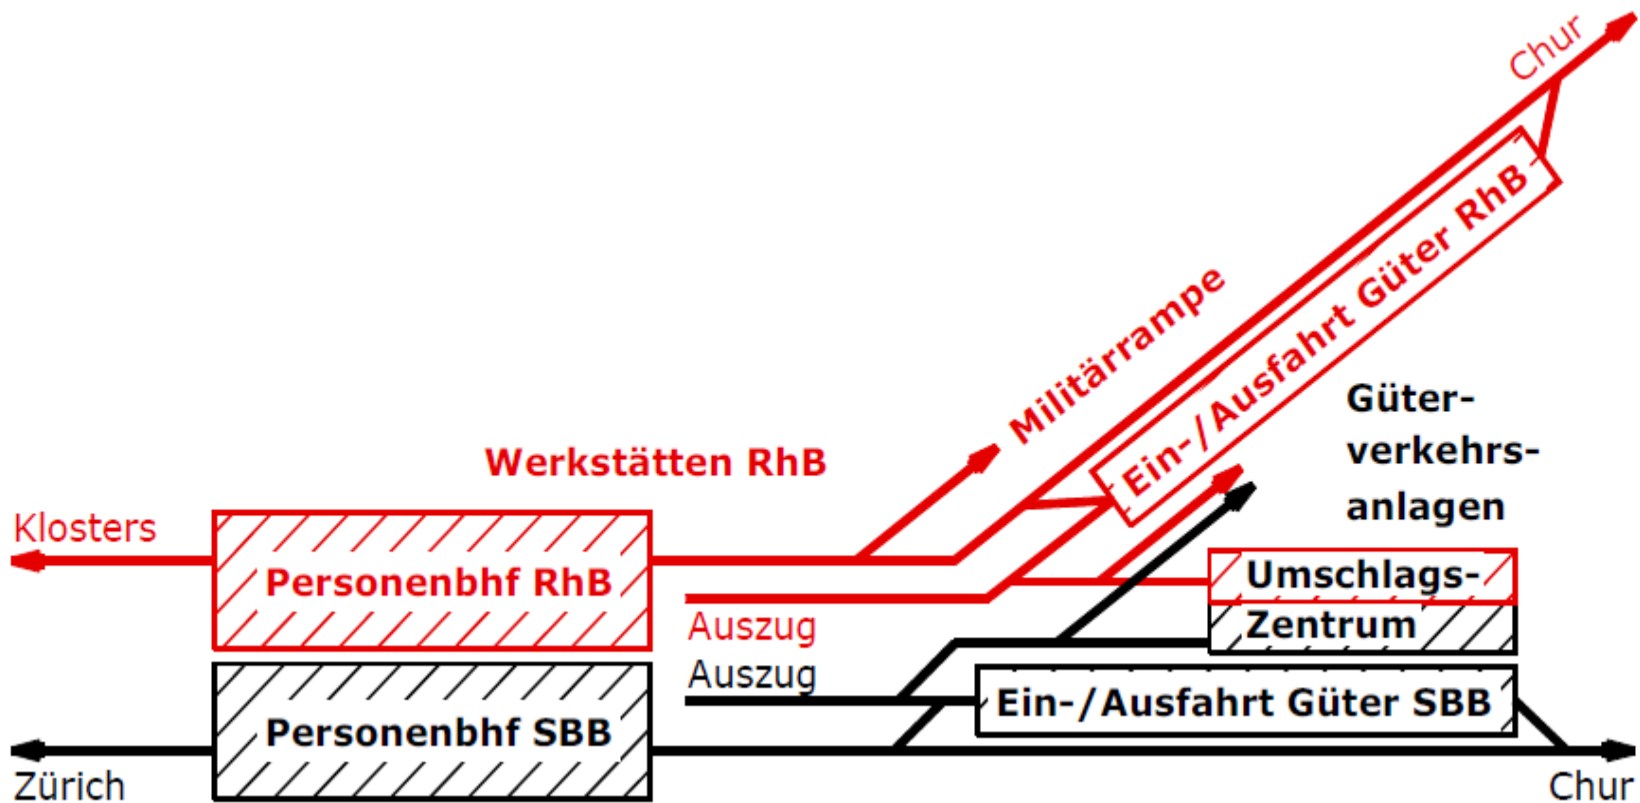 Chur
Ein-/Ausfahrt Güter RhB
Militärrampe
Güter-
verkehrs-
anlagen
Werkstätten RhB
Klosters
Personenbhf RhB
Umschlags-
Zentrum
Auszug
Auszug
Ein-/Ausfahrt Güter SBB
Personenbhf SBB
Zürich
Chur